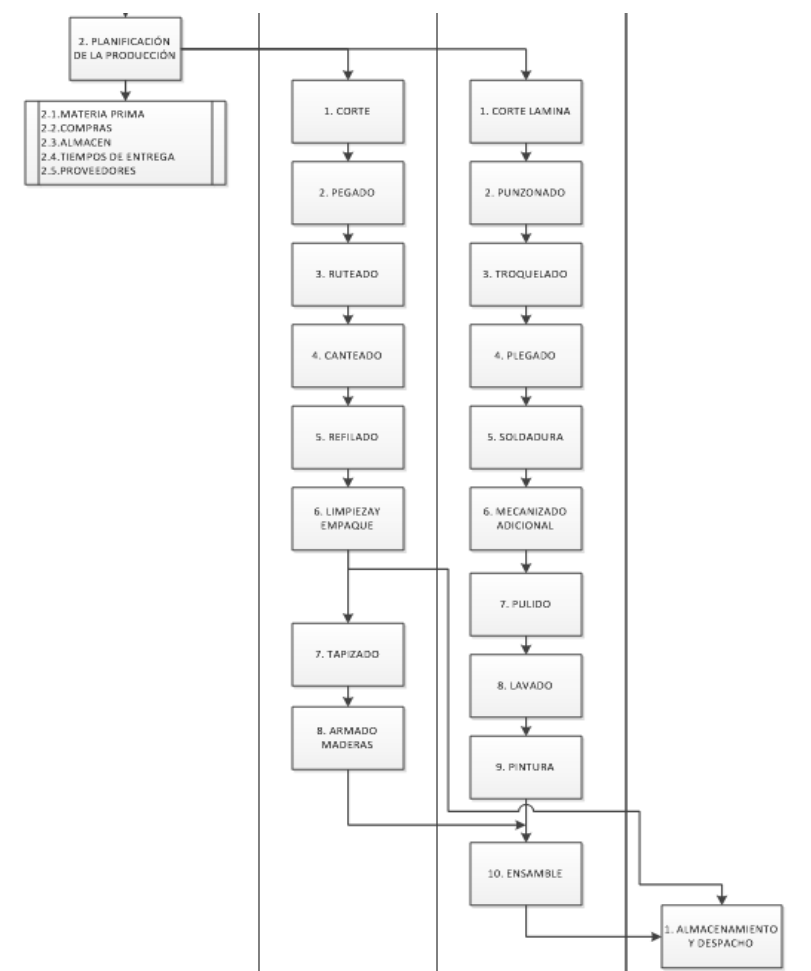 2. PLANIFICACIÓN
DE LA PRODUCCIÓN
2.1.MATERIA PRIMA
2.2.COMPRAS
2.3.ALMACEN
2.4.TIEMPOS DE ENTREGA
2.5.PROVEEDORES
1. CORTE
2. PEGADO
3. RUTEADO
4. CANTEADO
5. REFILADO
6. LIMPIEZAY
EMPAQUE
7. TAPIZADO
8. ARMADO
MADERAS
1. CORTE LAMINA
2. PUNZONADO
3. TROQUELADO
4. PLEGADO
5. SOLDADURA
6. MECANIZADO
ADICIONAL
7. PULIDO
8. LAVADO
9. PINTURA
10. ENSAMBLE
1. ALMACENAMIENTO
Y DESPACHO